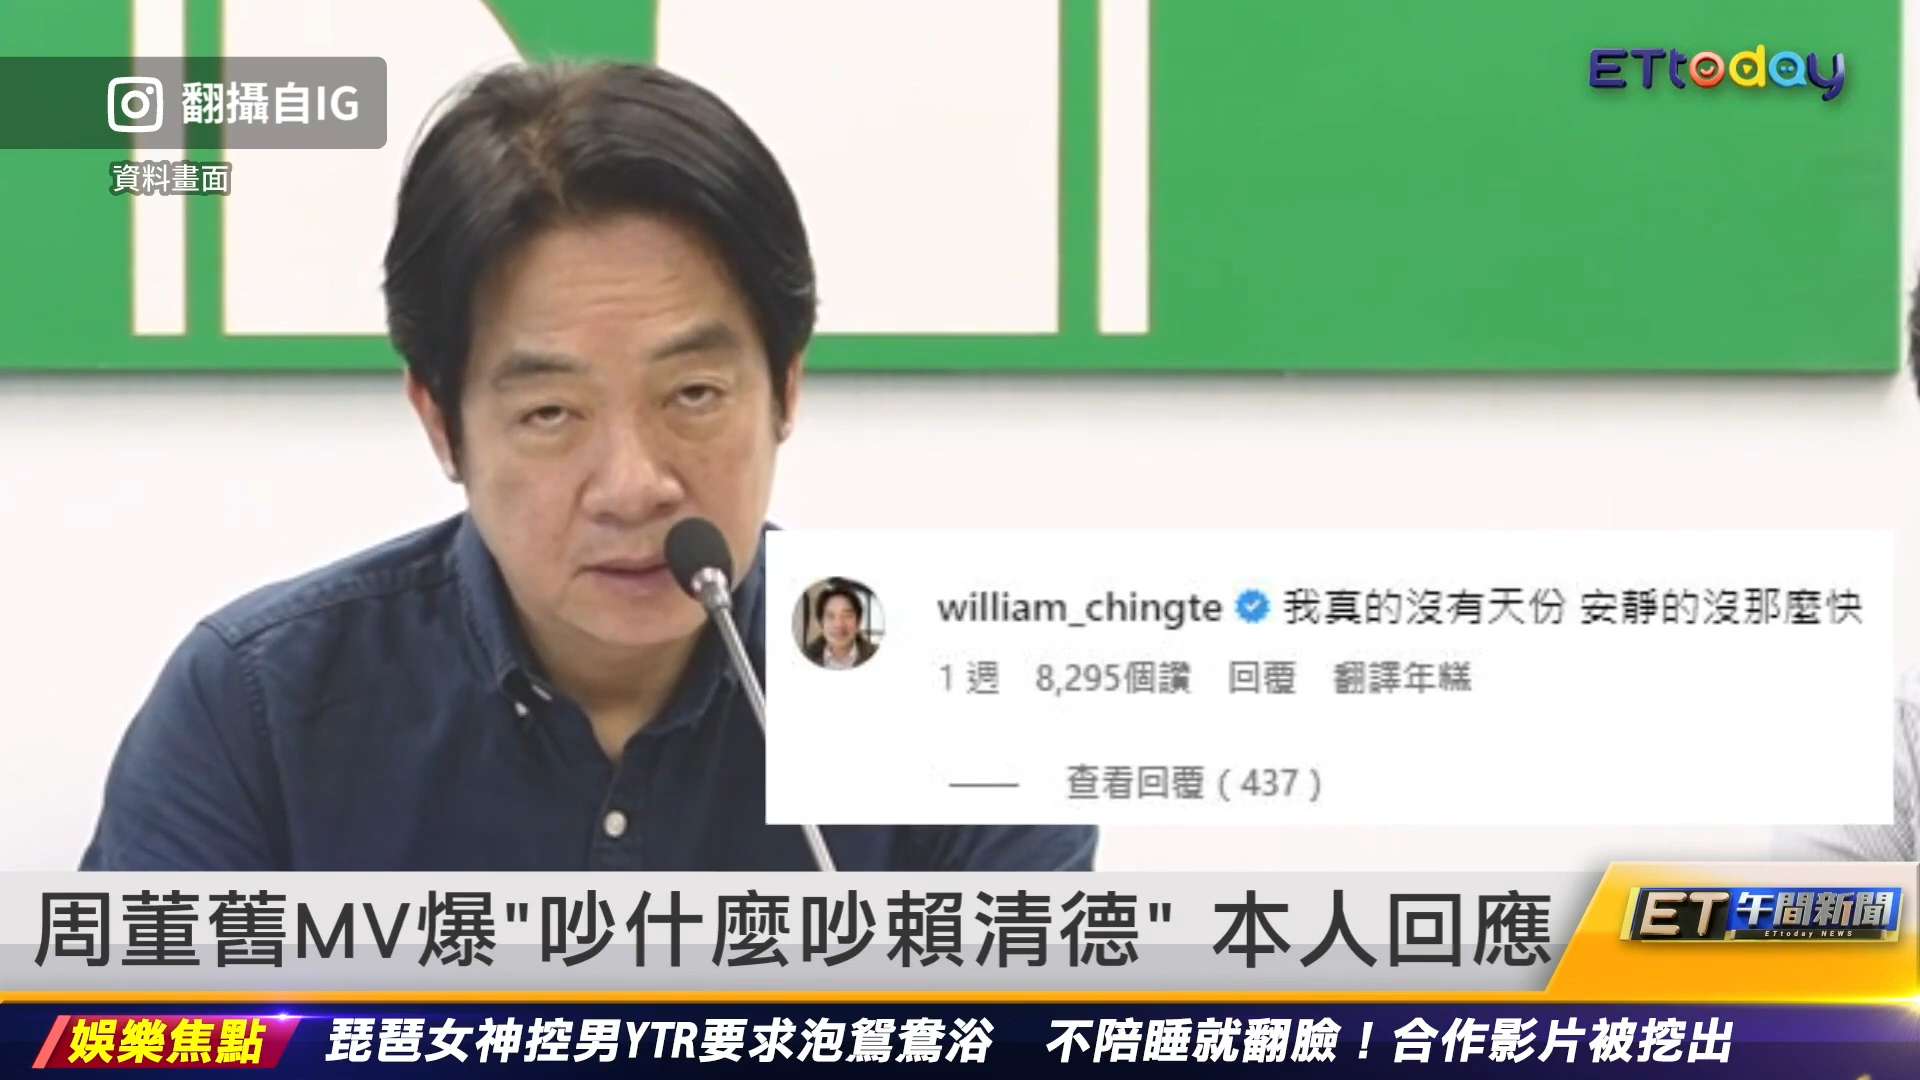 翻攝自IG
資料畫面
ETtoday
william_chingte 我真的沒有天份 安靜的沒那麼快
1 週 8,295個讚 回覆 翻譯年糕
查看回覆 ( 437 )
周董舊MV爆"吵什麼吵賴清德" 本人回應
ET午間新聞
ETtoday NEWS
娛樂焦點 琵琶女神控男YTR要求泡鴛鴦浴 不陪睡就翻臉！合作影片被挖出